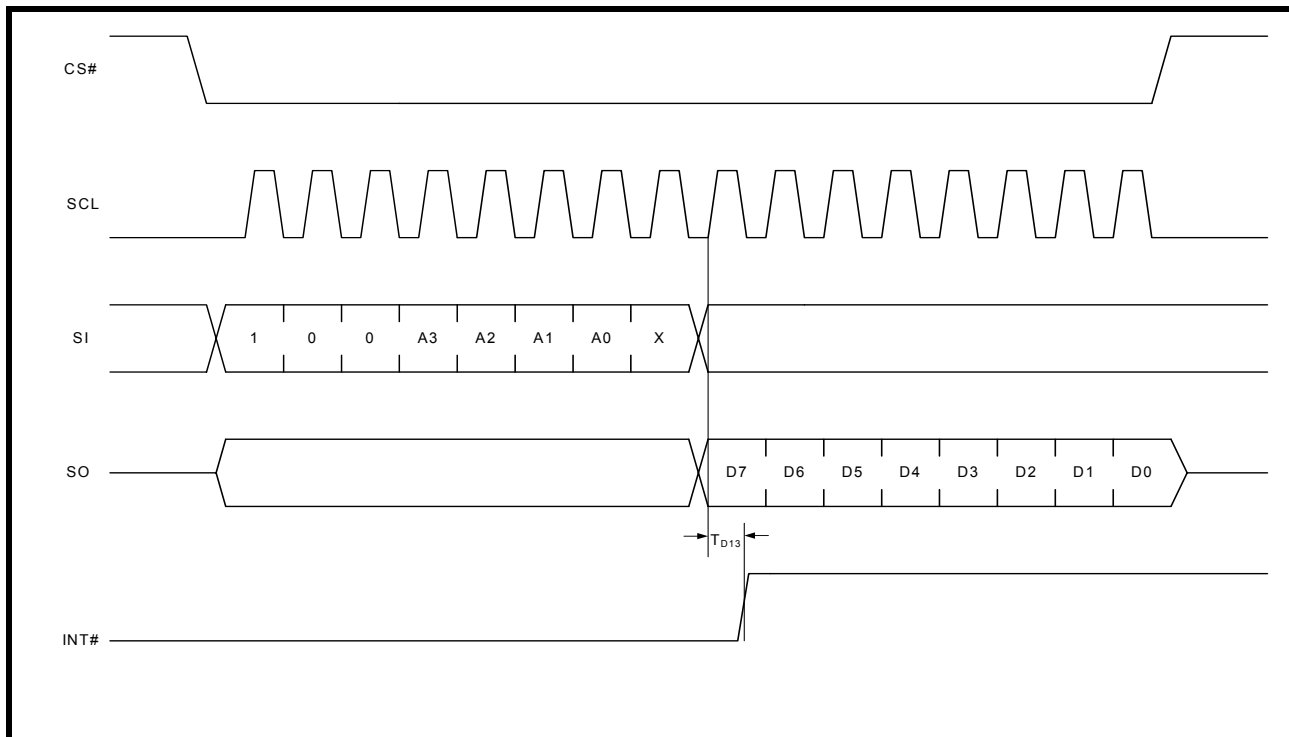 CS#
SCL
SI 1 0 0 A3 A2 A1 A0 X
SO D7 D6 D5 D4 D3 D2 D1 D0
TD13
INT#